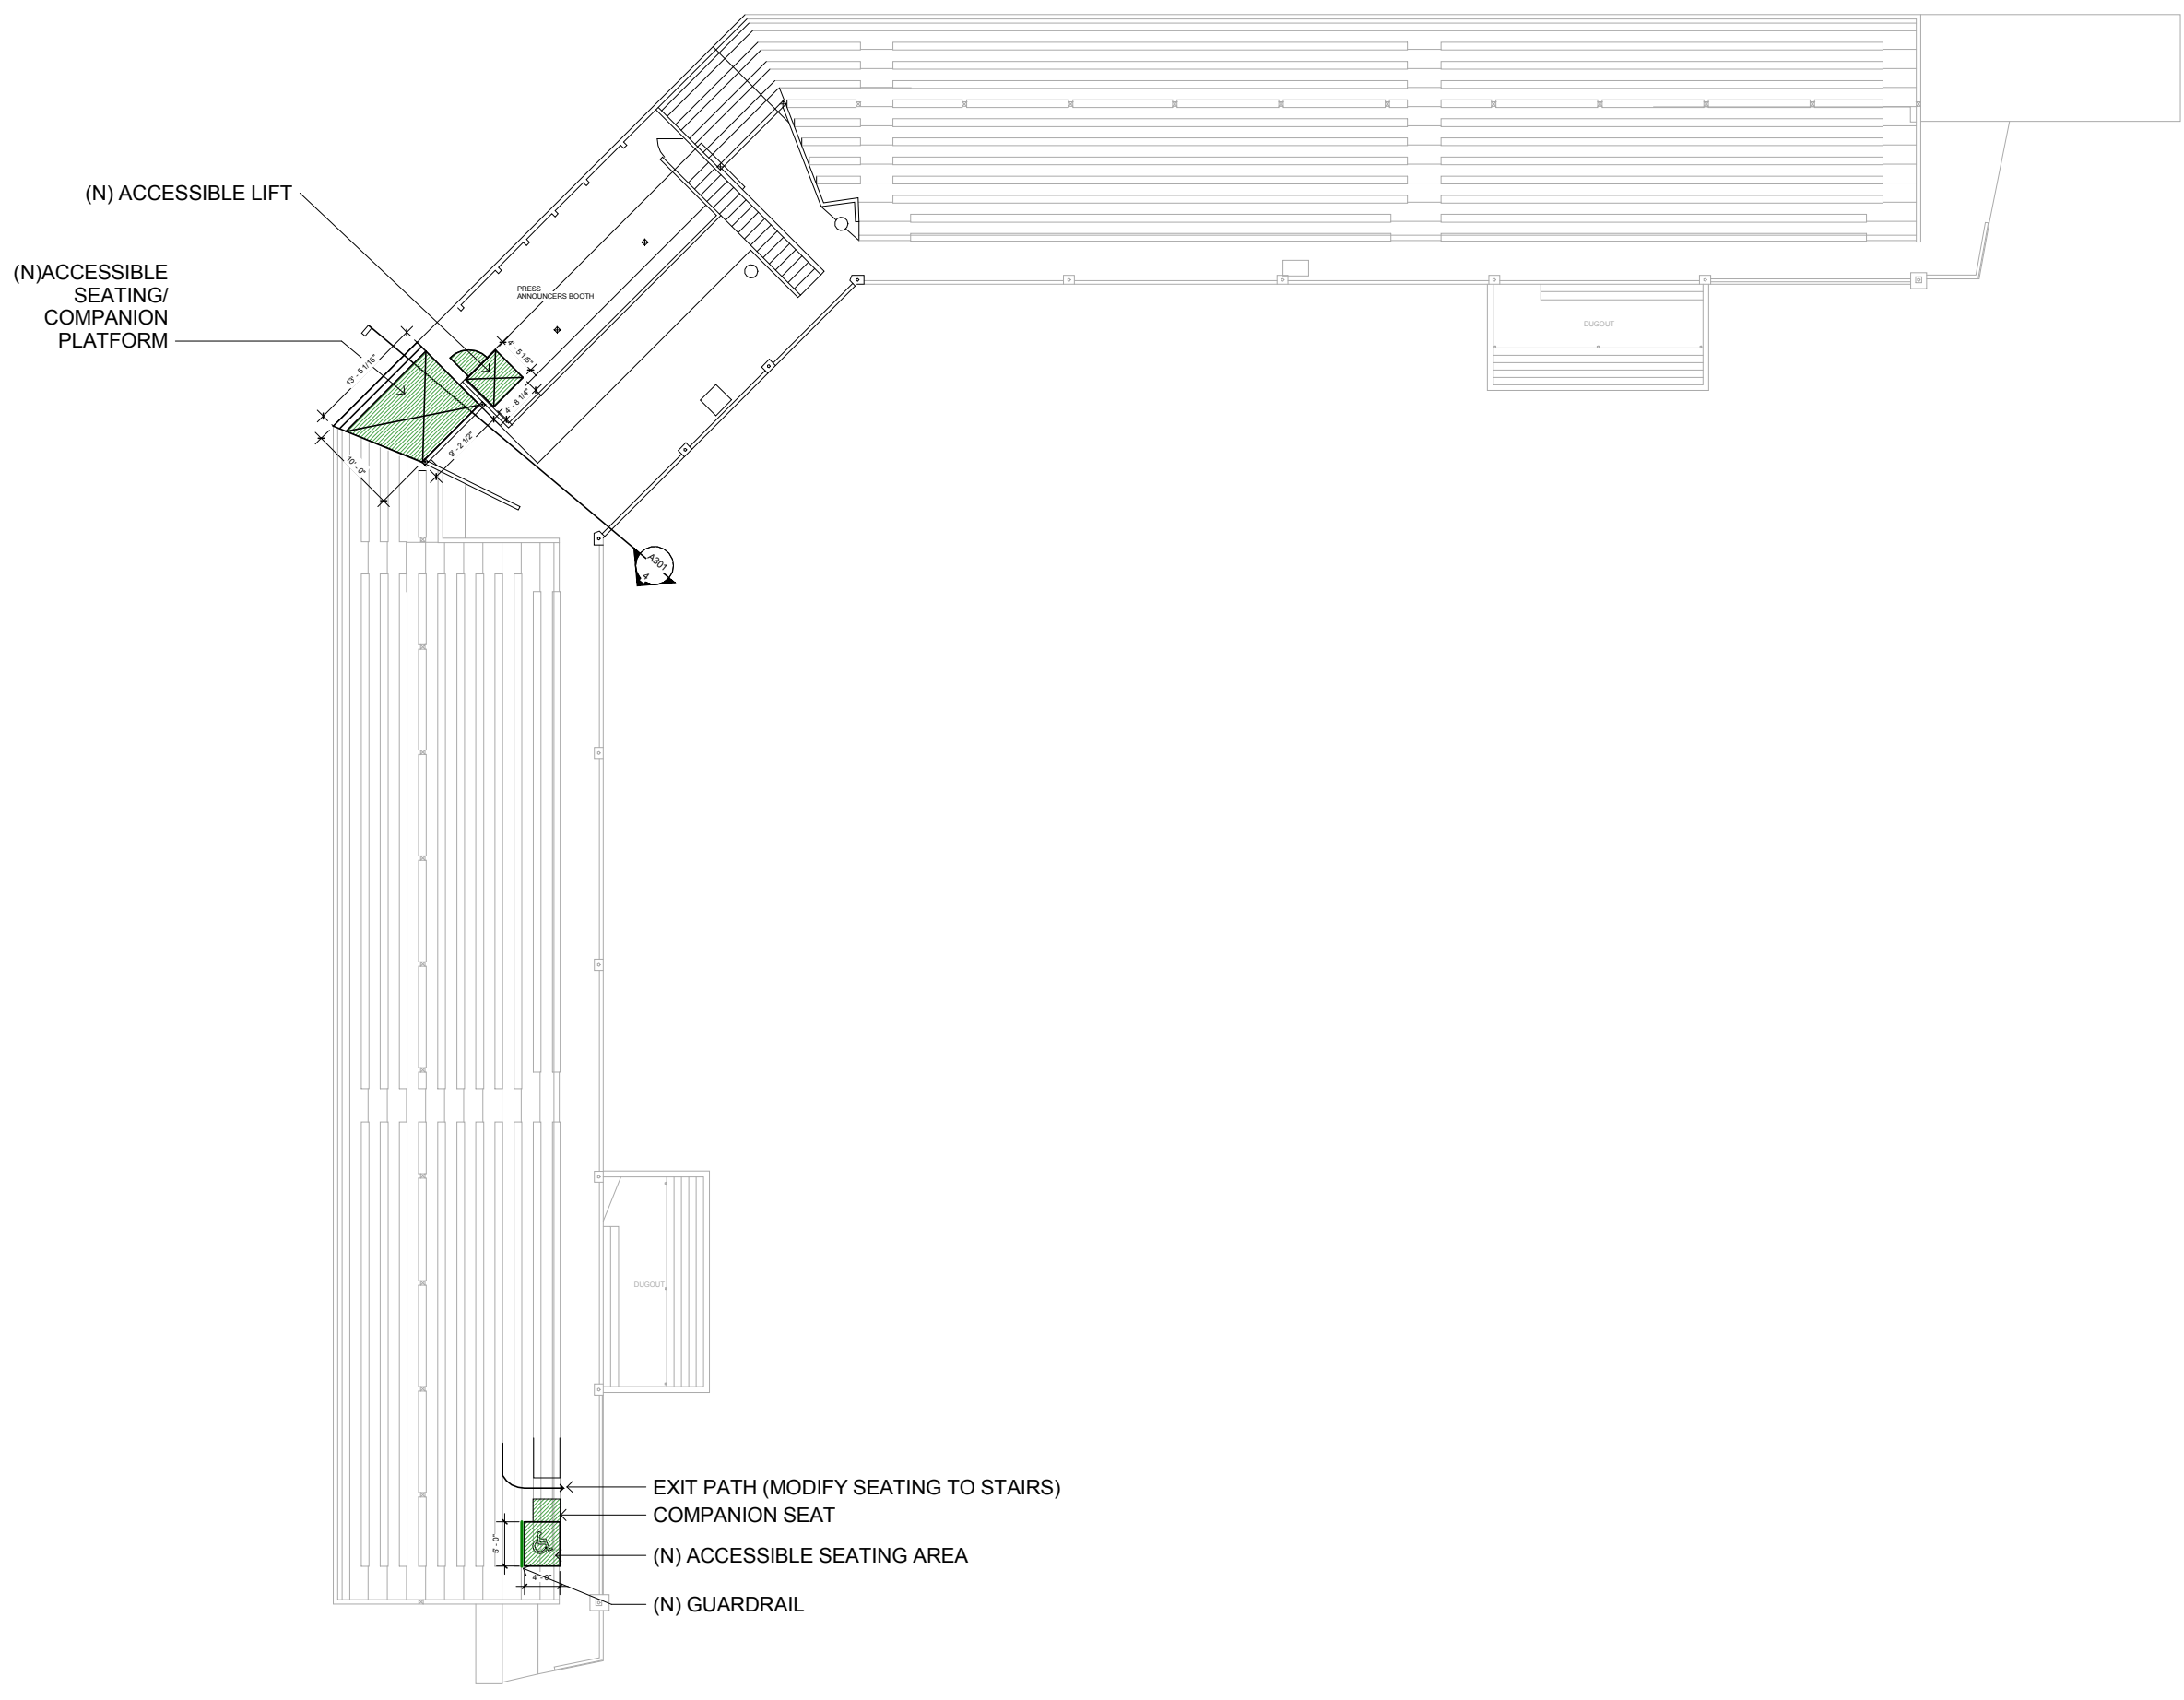 (N) ACCESSIBLE LIFT
(N)ACCESSIBLE
SEATING/
COMPANION
PLATFORM
PRESS
ANNOUNCERS BOOTH
4' - 5 1/8"
13' - 5 1/16"
4' - 8 1/4"
9' - 2 1/2"
10' - 0"
A301
4
DUGOUT
DUGOUT
EXIT PATH (MODIFY SEATING TO STAIRS)
COMPANION SEAT
5' - 0"
(N) ACCESSIBLE SEATING AREA
4' - 0"
(N) GUARDRAIL